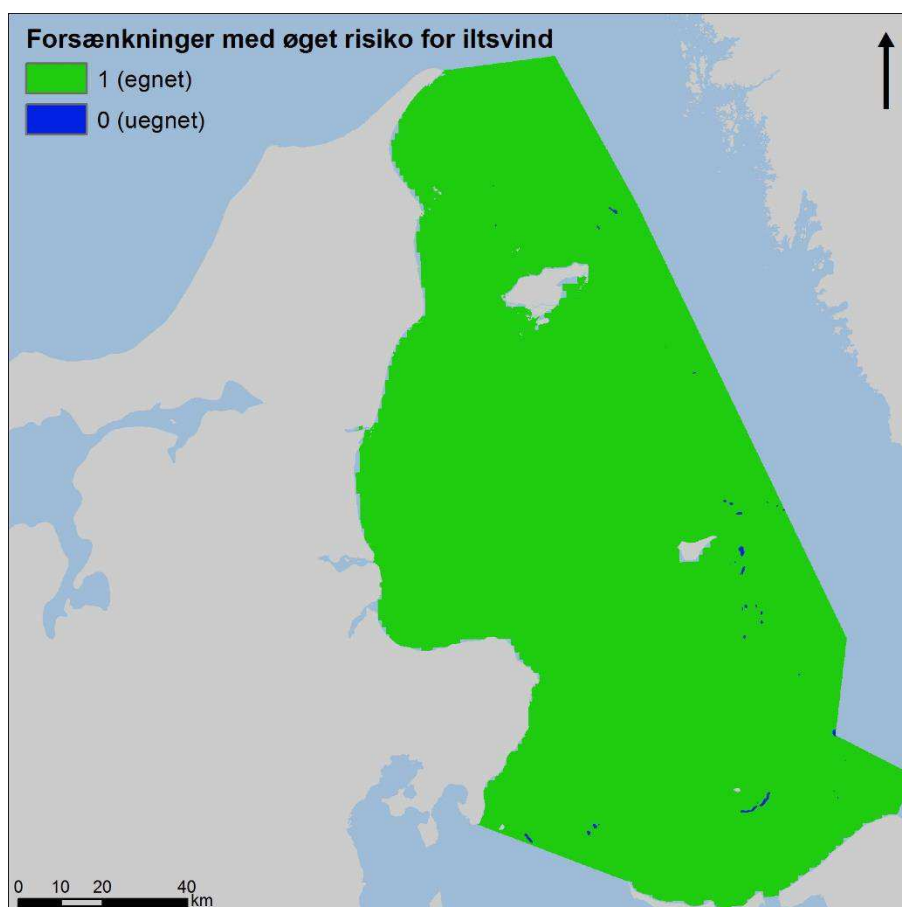 Forsænkninger med øget risiko for iltsvind
1 (egnet)
0 (uegnet)
0 10 20 40
km